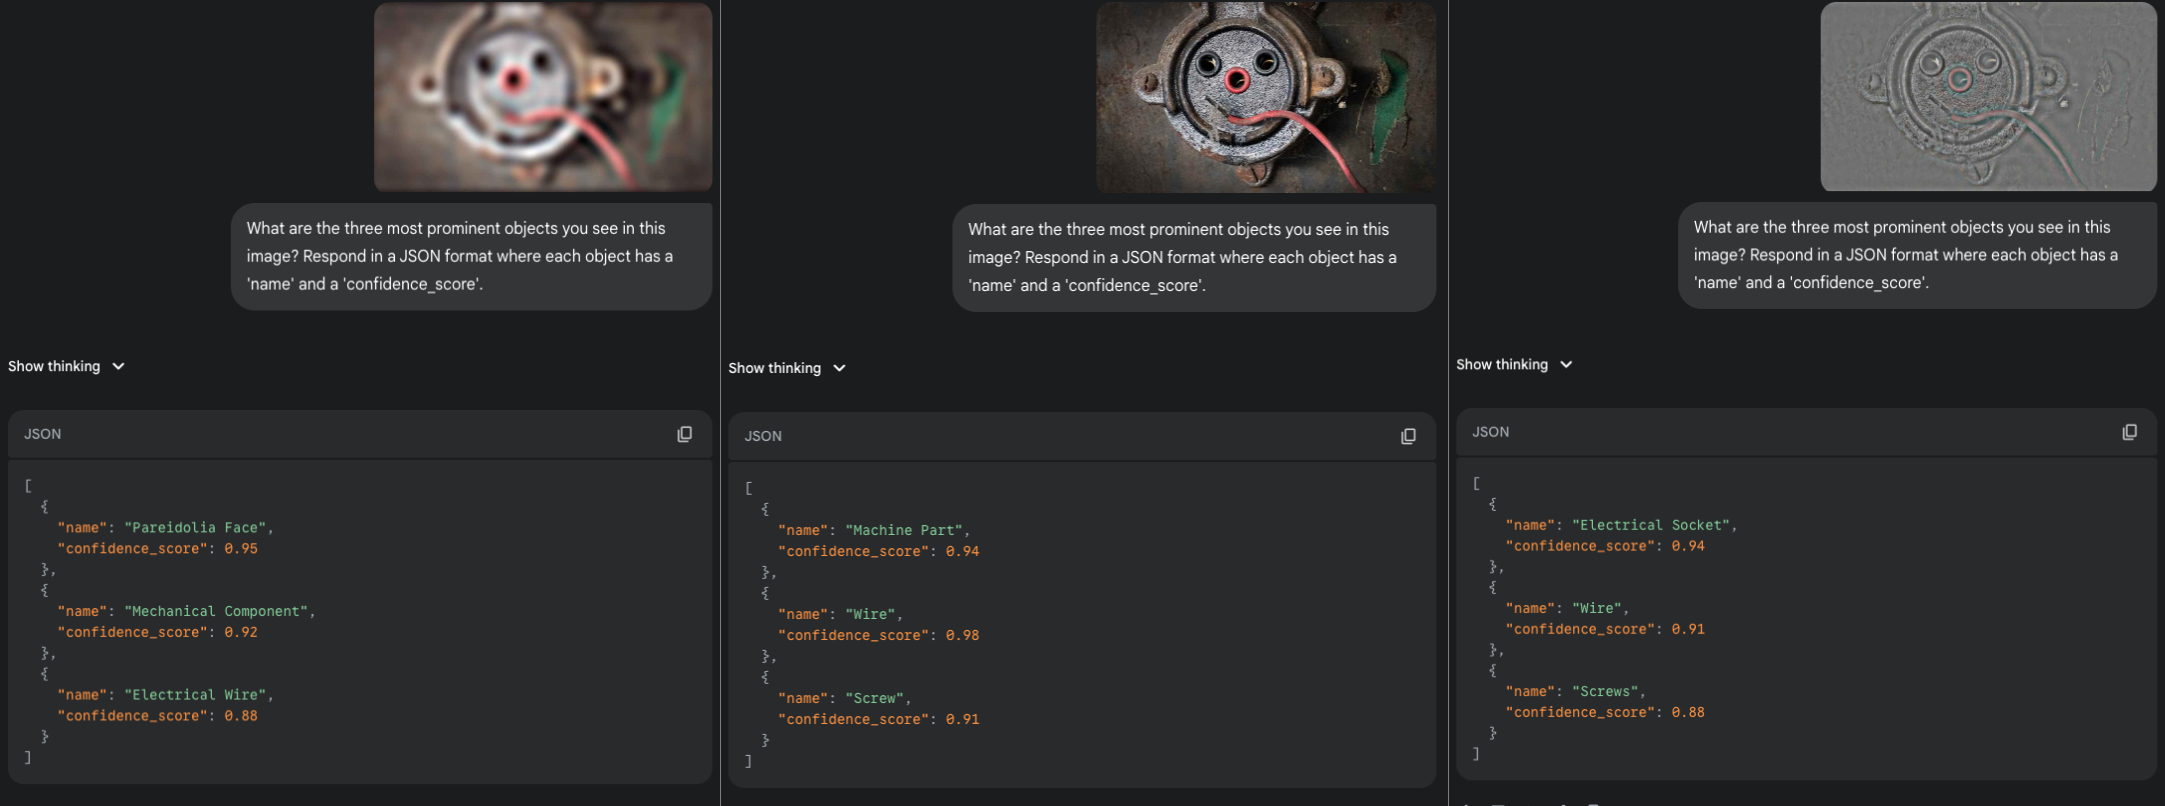 What are the three most prominent objects you see in this
image? Respond in a JSON format where each object has a
'name' and a 'confidence_score'.
Show thinking
JSON
[
{
"name": "Pareidolia Face",
"confidence_score": 0.95
},
{
"name": "Mechanical Component",
"confidence_score": 0.92
},
{
"name": "Electrical Wire",
"confidence_score": 0.88
}
]
What are the three most prominent objects you see in this
image? Respond in a JSON format where each object has a
'name' and a 'confidence_score'.
Show thinking
JSON
[
{
"name": "Machine Part",
"confidence_score": 0.94
},
{
"name": "Wire",
"confidence_score": 0.98
},
{
"name": "Screw",
"confidence_score": 0.91
}
]
What are the three most prominent objects you see in this
image? Respond in a JSON format where each object has a
'name' and a 'confidence_score'.
Show thinking
JSON
[
{
"name": "Electrical Socket",
"confidence_score": 0.94
},
{
"name": "Wire",
"confidence_score": 0.91
},
{
"name": "Screws",
"confidence_score": 0.88
}
]